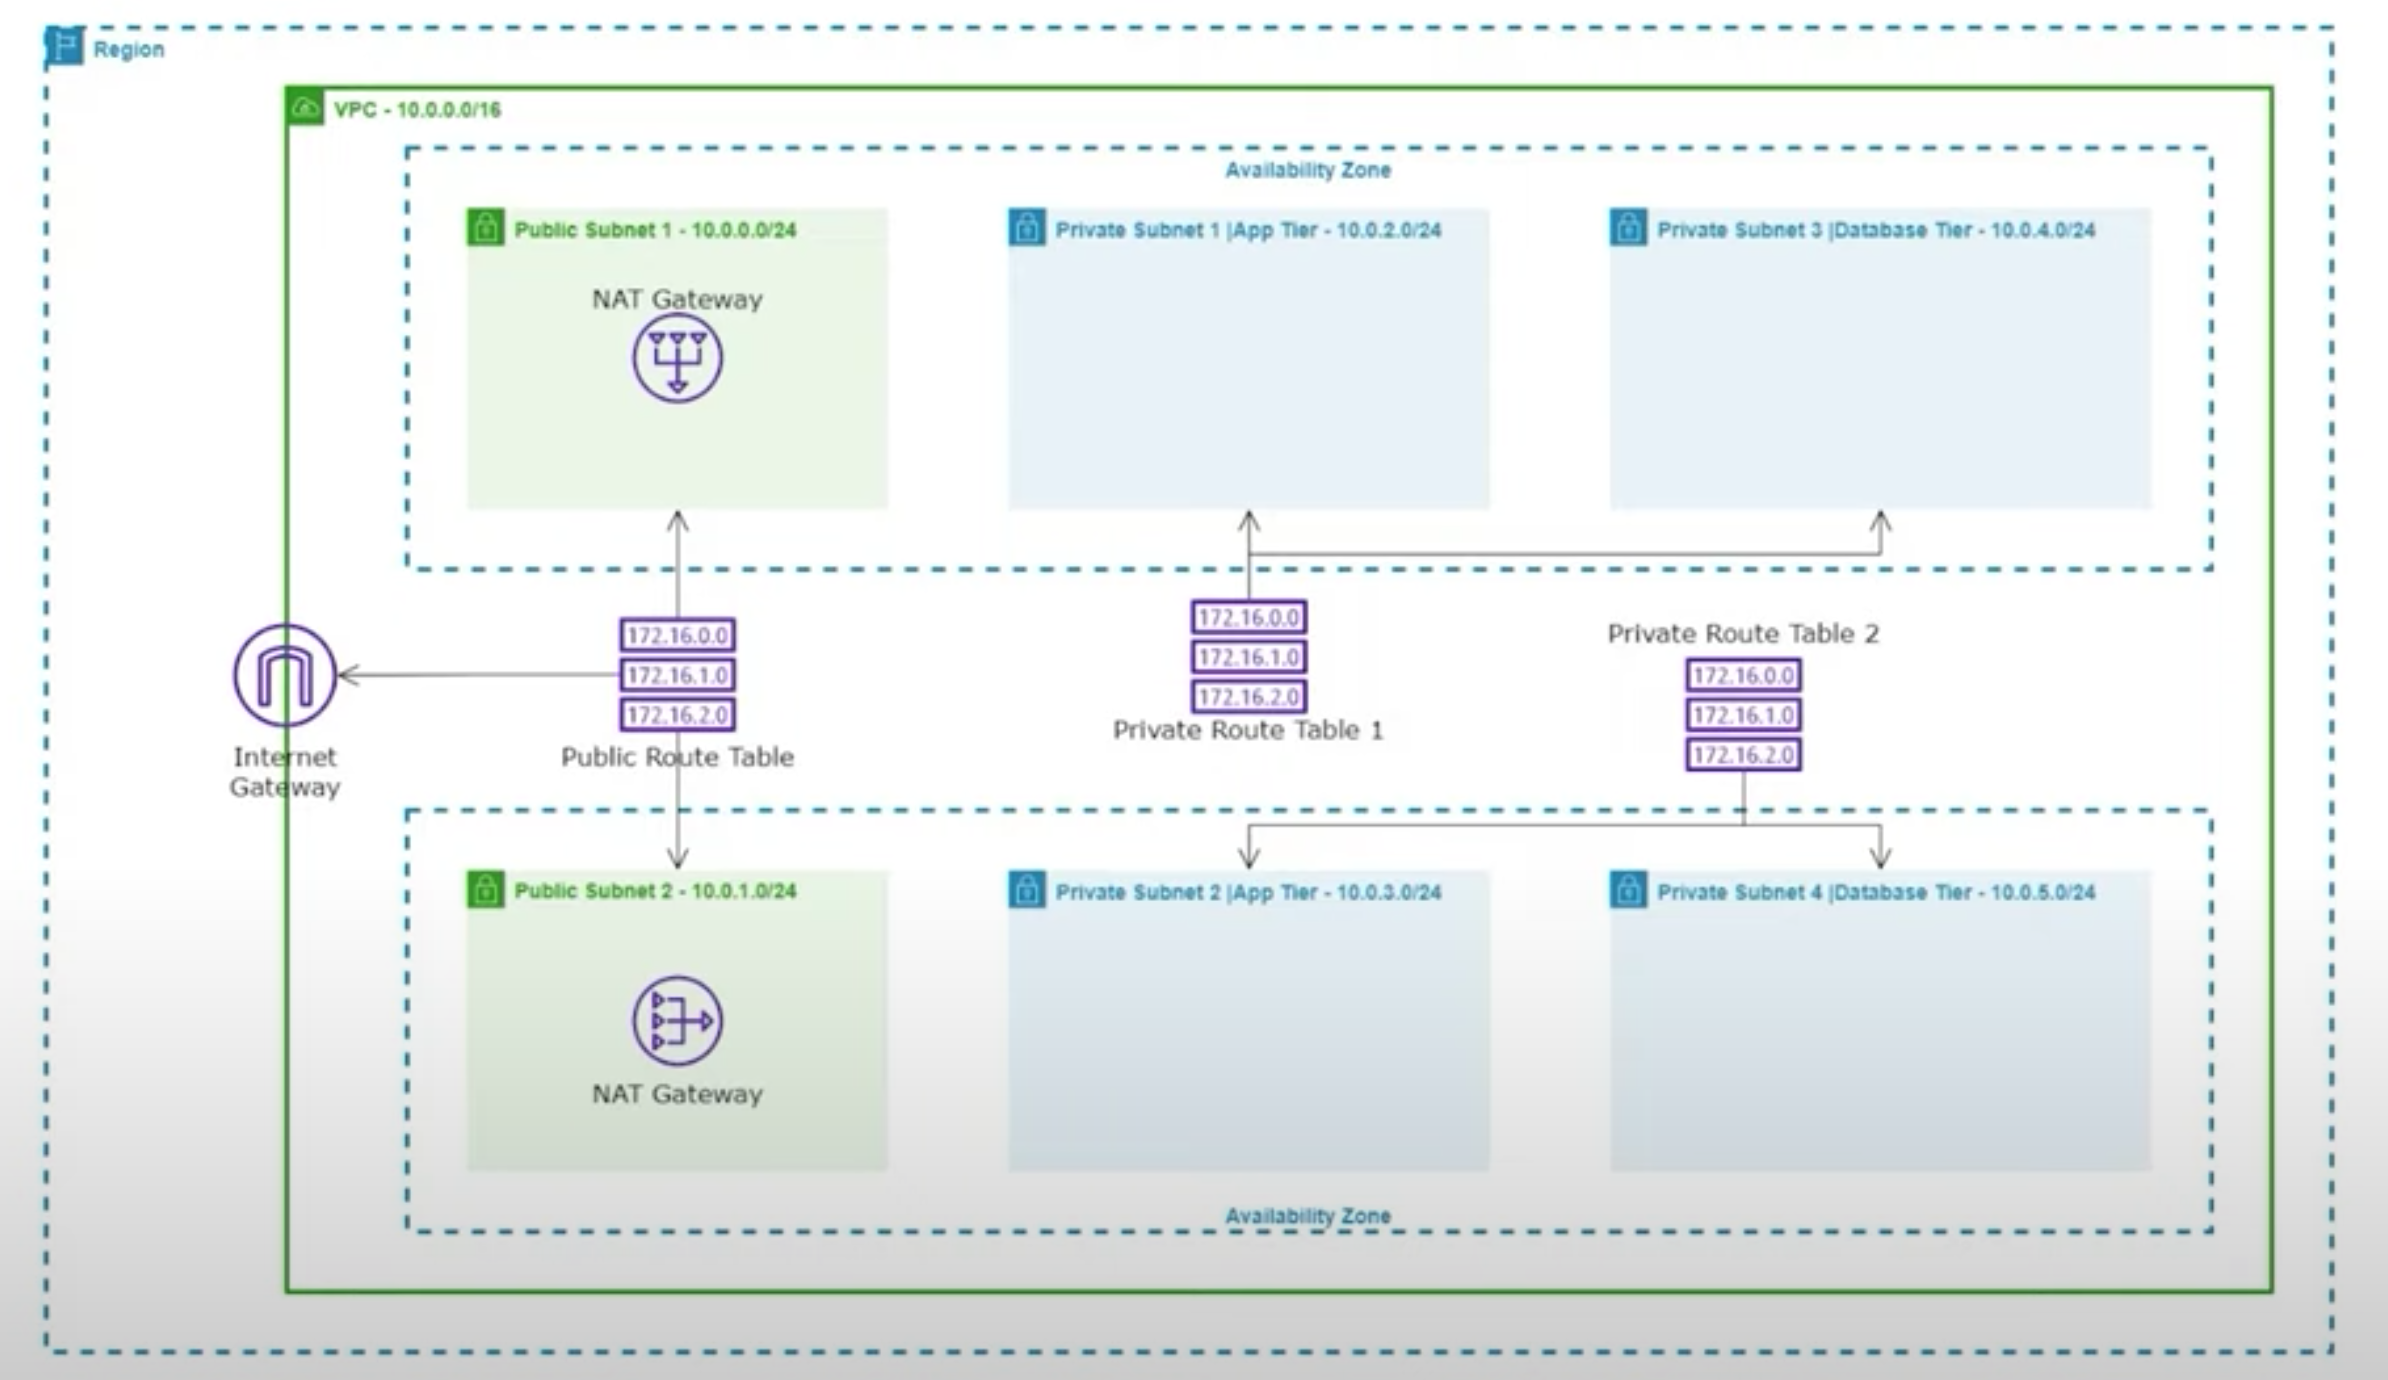 Region
VPC - 10.0.0.0/16
Availability Zone
Public Subnet 1 - 10.0.0.0/24
Private Subnet 1 |App Tier - 10.0.2.0/24
Private Subnet 3 |Database Tier - 10.0.4.0/24
NAT Gateway
172.16.0.0
172.16.1.0
172.16.2.0
Public Route Table
Internet
Gateway
172.16.0.0
172.16.1.0
172.16.2.0
Private Route Table 1
Private Route Table 2
172.16.0.0
172.16.1.0
172.16.2.0
Public Subnet 2 - 10.0.1.0/24
Private Subnet 2 |App Tier - 10.0.3.0/24
Private Subnet 4 |Database Tier - 10.0.5.0/24
NAT Gateway
Availability Zone